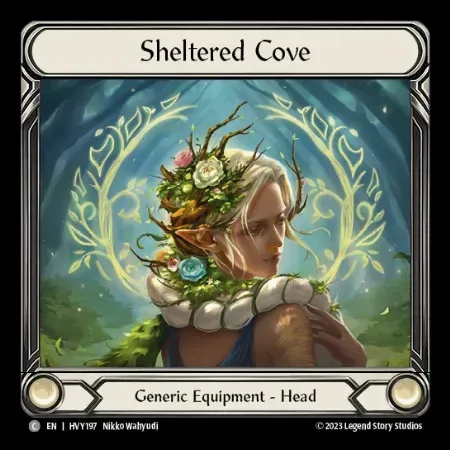 Sheltered Cove
Generic Equipment - Head
C EN | HVY197 Nikko Wahyudi
© 2023 Legend Story Studios